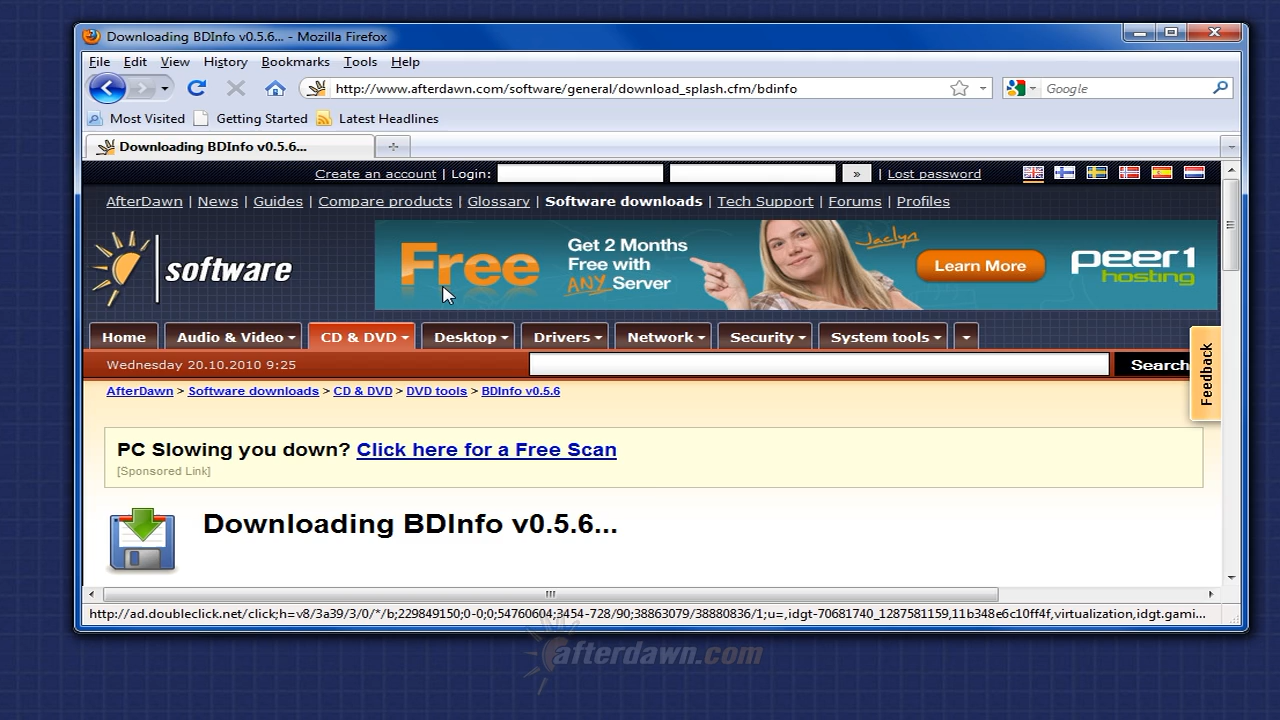 Downloading BDInfo v0.5.6... - Mozilla Firefox
File Edit View History Bookmarks Tools Help
http://www.afterdawn.com/software/general/download_splash.cfm/bdinfo
Google
Most Visited Getting Started Latest Headlines
Downloading BDInfo v0.5.6...
Create an account | Login: » | Lost password
AfterDawn | News | Guides | Compare products | Glossary | Software downloads | Tech Support | Forums | Profiles
software
Free
Get 2 Months
Free with
ANY Server
Jaclyn
Learn More
peer1
hosting
Home Audio & Video CD & DVD Desktop Drivers Network Security System tools
Wednesday 20.10.2010 9:25
Search
Feedback
AfterDawn > Software downloads > CD & DVD > DVD tools > BDInfo v0.5.6
PC Slowing you down? Click here for a Free Scan
[Sponsored Link]
Downloading BDInfo v0.5.6...
http://ad.doubleclick.net/click;h=v8/3a39/3/0/*/b;229849150;0-0;0;54760604;3454-728/90;38863079/38880836/1;u=,idgt-70681740_1287581159,11b348e6c10ff4f,virtualization,idgt.gami...
afterdawn.com